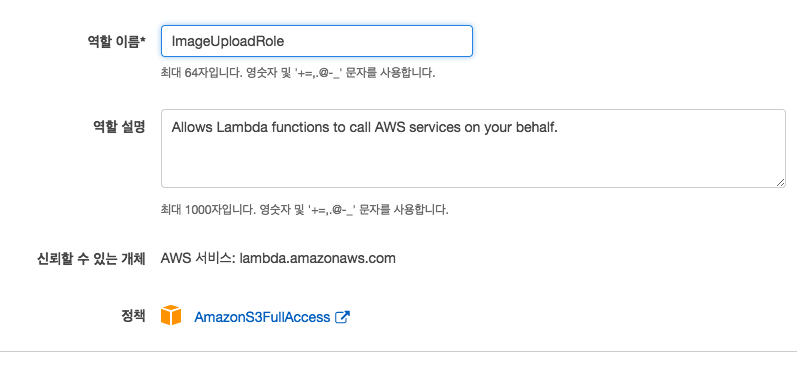 역할 이름* ImageUploadRole
최대 64자입니다. 영숫자 및 '+=,.@-_' 문자를 사용합니다.
역할 설명 Allows Lambda functions to call AWS services on your behalf.
최대 1000자입니다. 영숫자 및 '+=,.@-_' 문자를 사용합니다.
신뢰할 수 있는 개체 AWS 서비스: lambda.amazonaws.com
정책 AmazonS3FullAccess